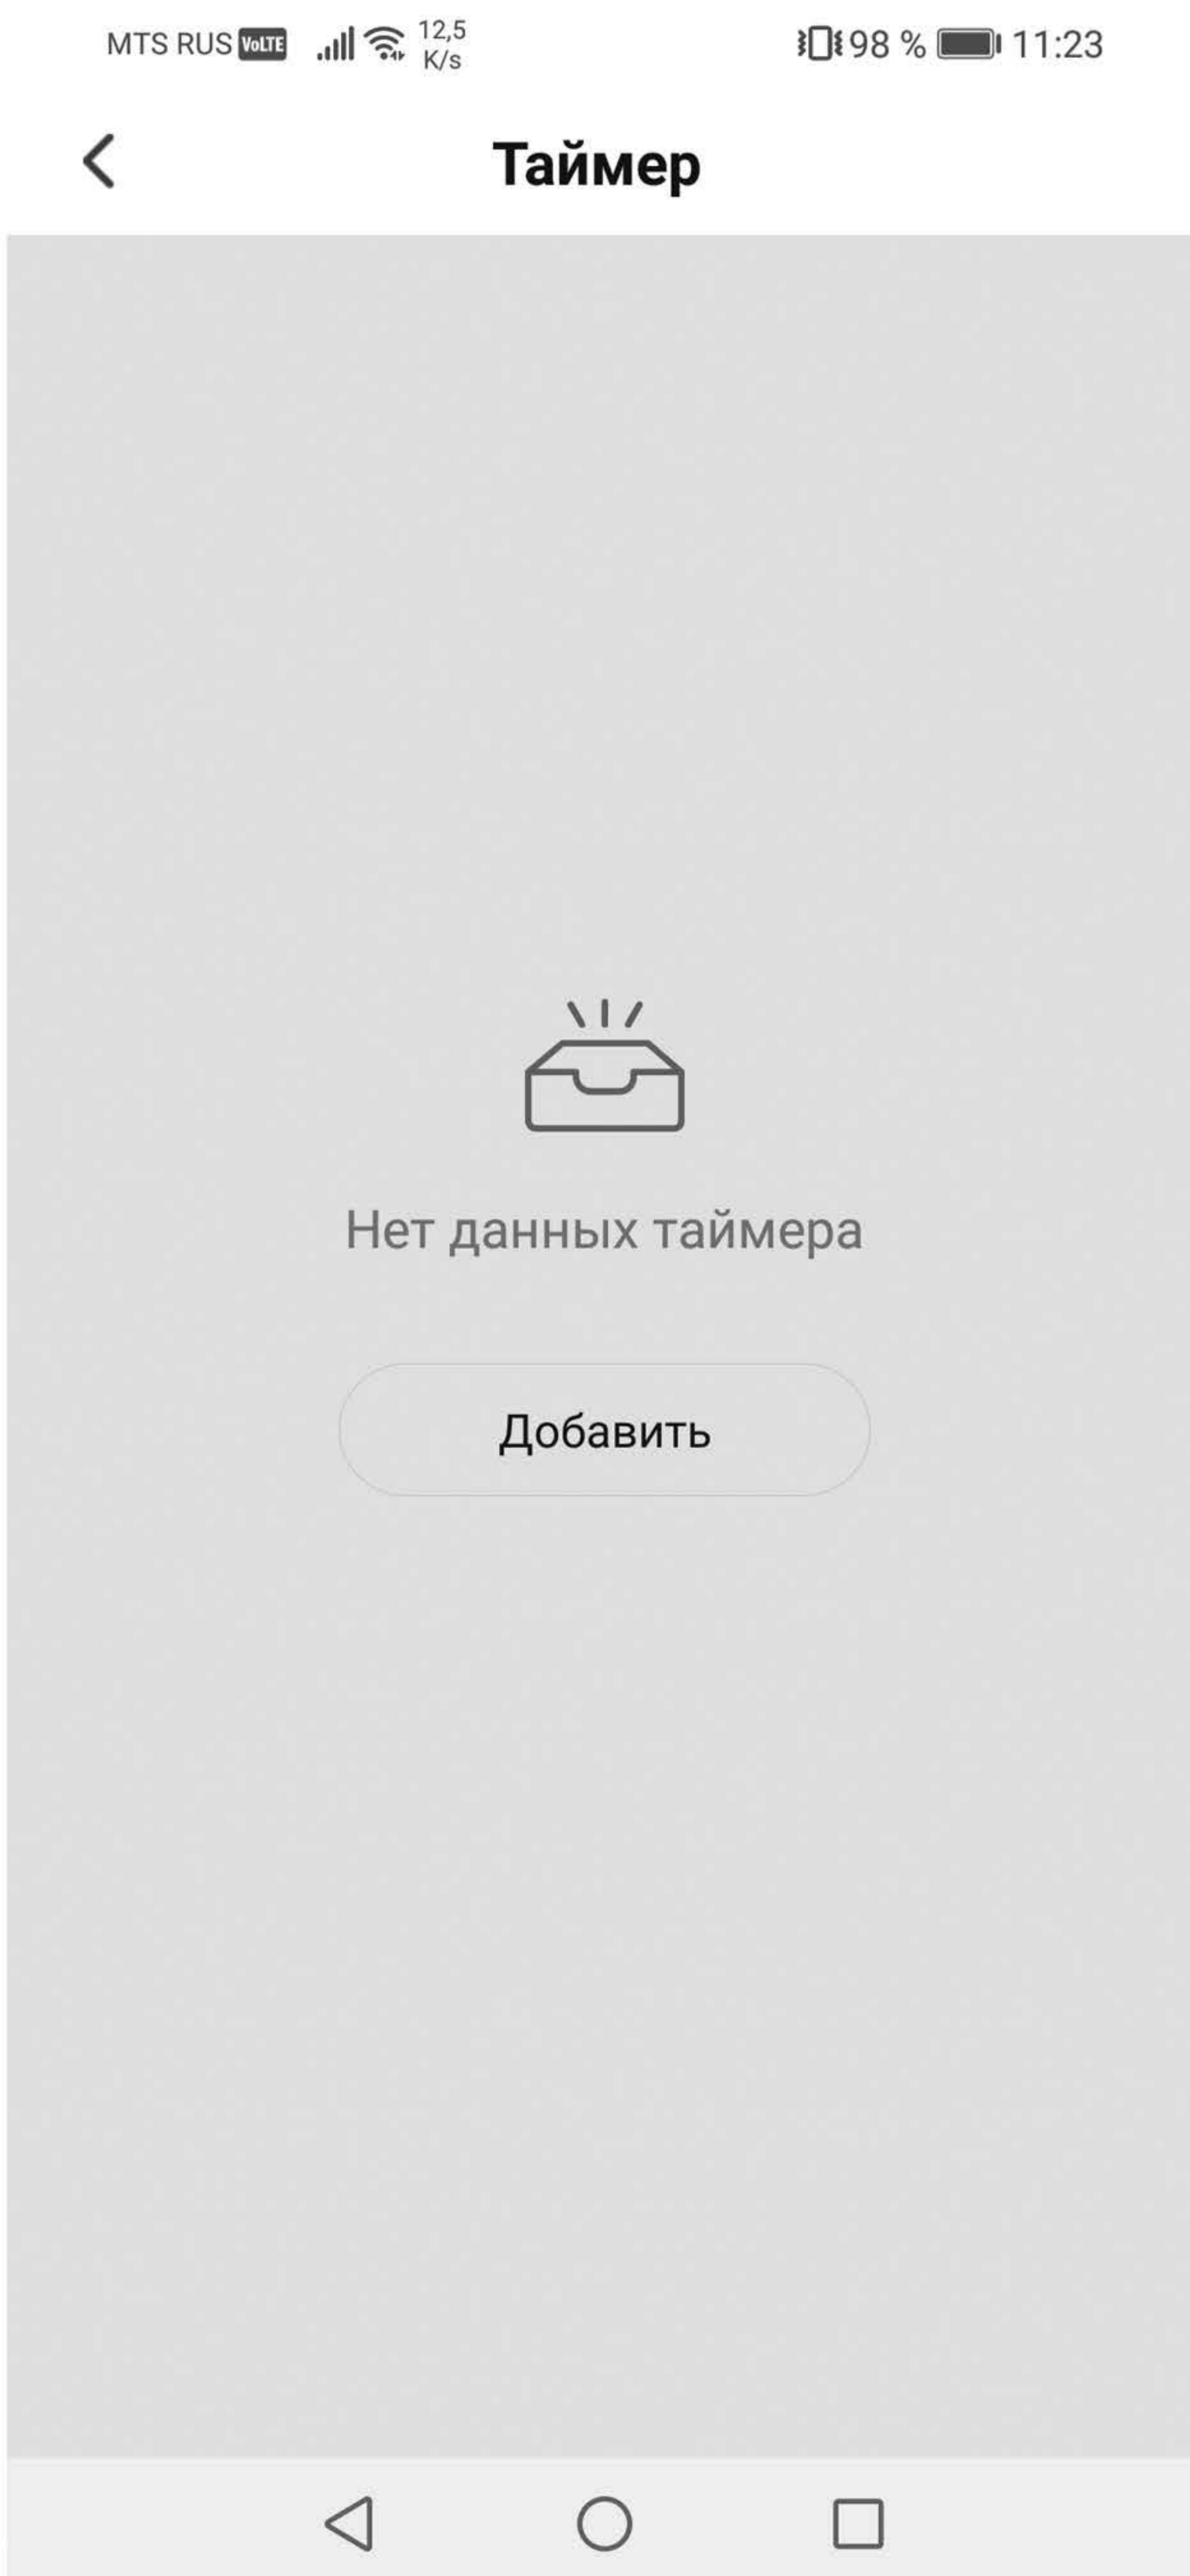 MTS RUS VoLTE 12,5 K/s 98 % 11:23
Таймер
Нет данных таймера
Добавить